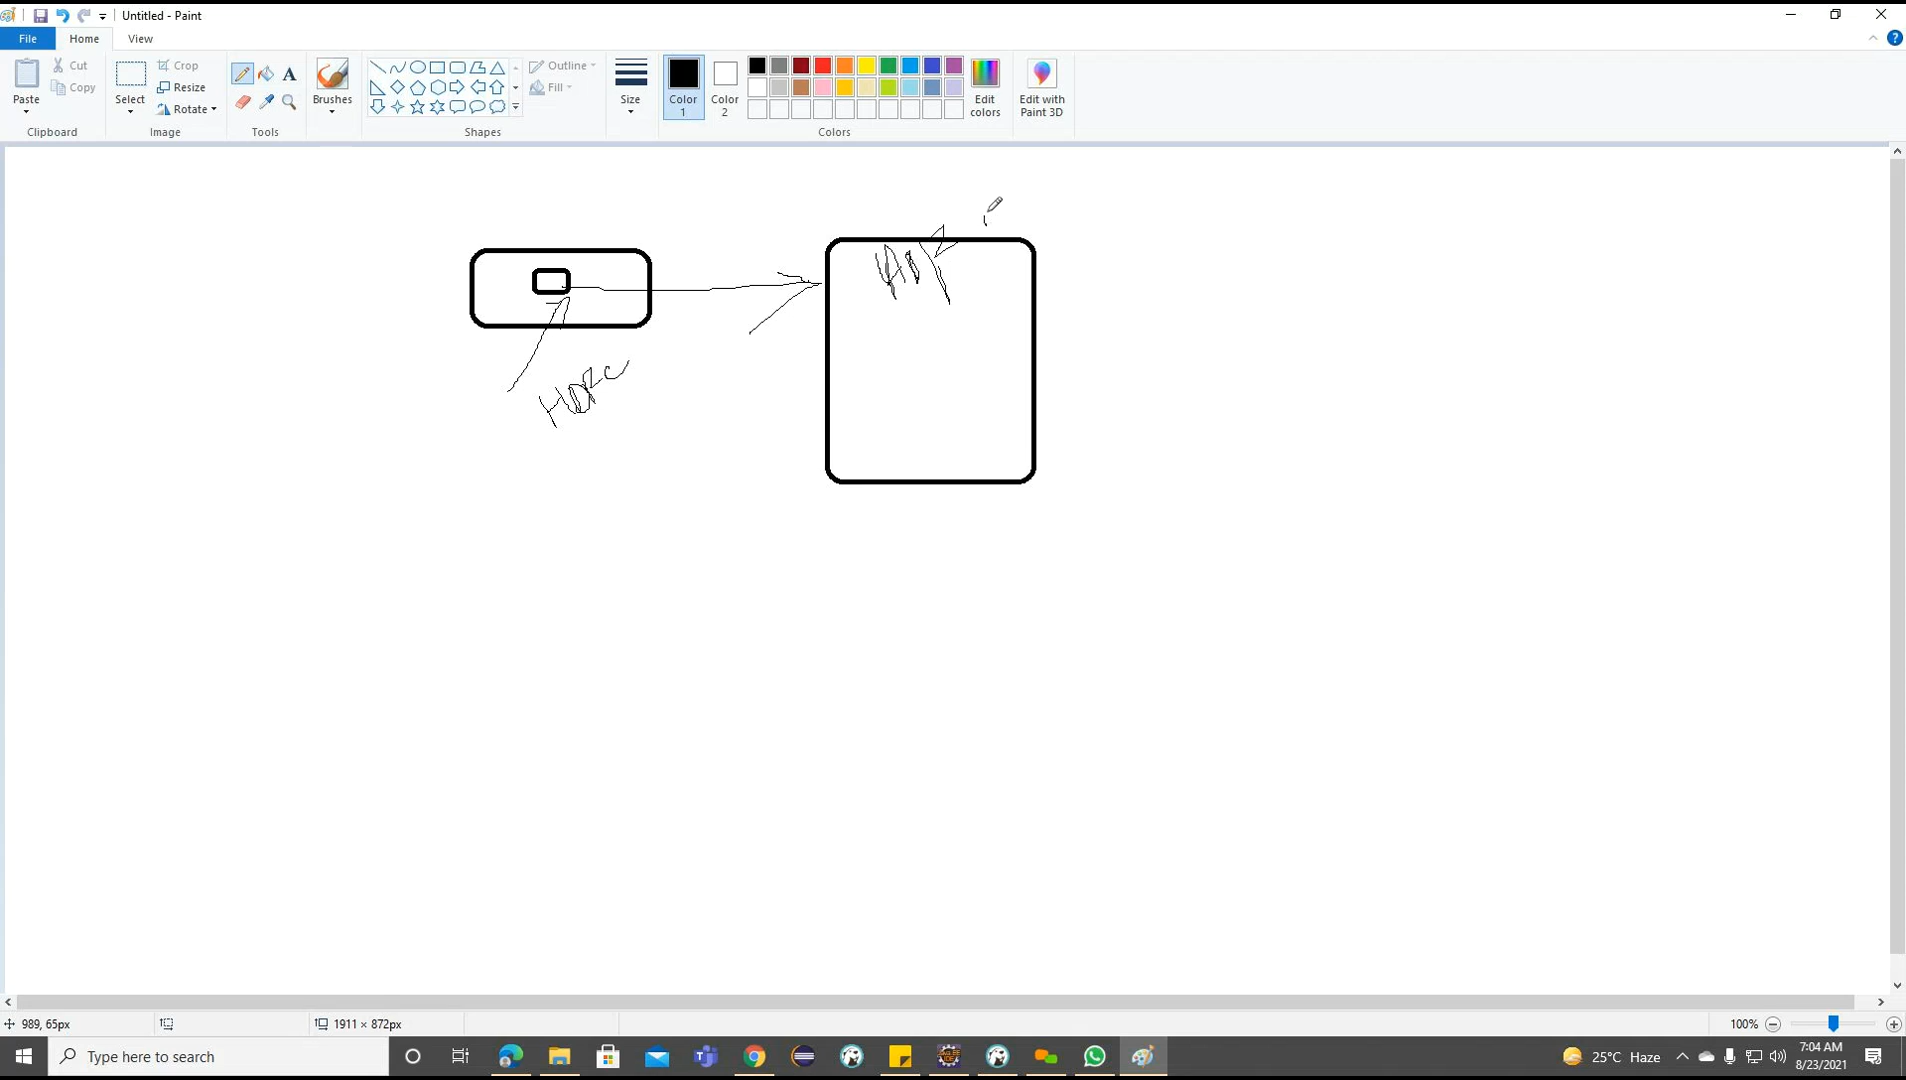 Untitled - Paint
File
Home
View
Paste
Cut
Copy
Clipboard
Select
Crop
Resize
Rotate
Image
A
Tools
Brushes
Outline
Fill
Shapes
Size
Color 1
Color 2
Edit colors
Edit with Paint 3D
Colors
989, 65px
1911 × 872px
100%
Type here to search
25°C Haze
7:04 AM
8/23/2021